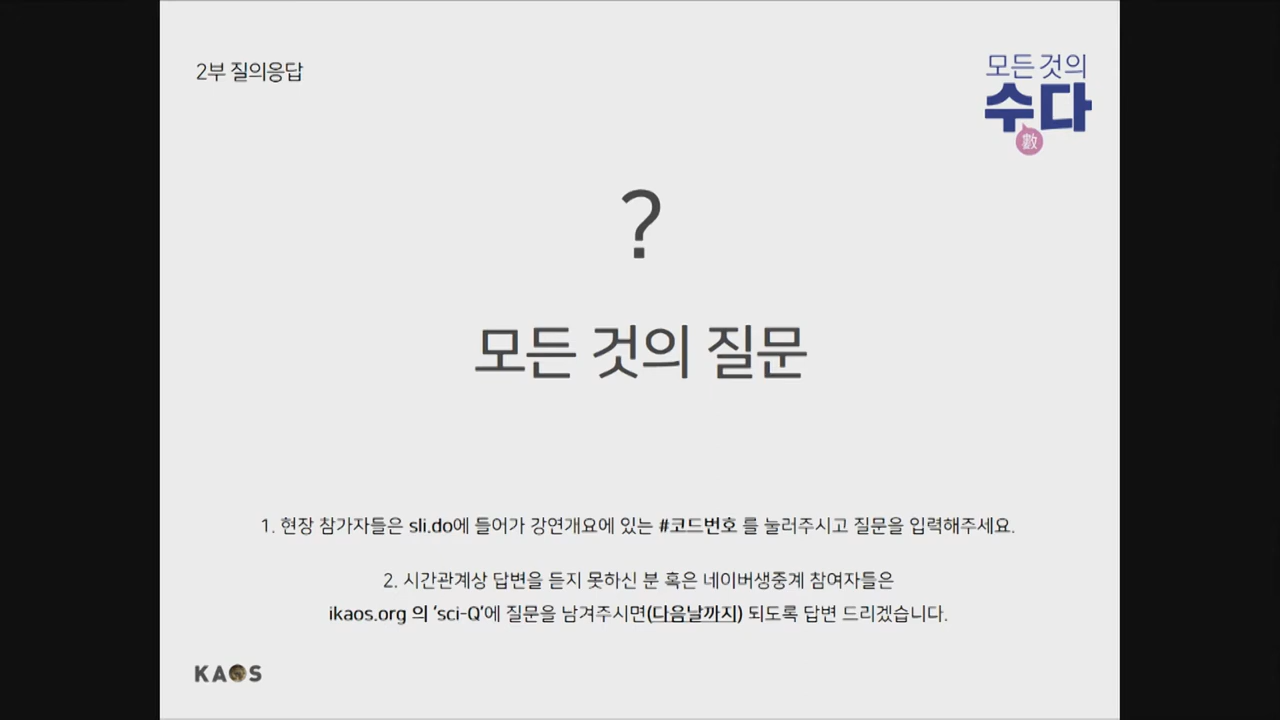 2부 질의응답
모든 것의
수다
數
?
모든 것의 질문
1. 현장 참가자들은 sli.do에 들어가 강연개요에 있는 #코드번호 를 눌러주시고 질문을 입력해주세요.
2. 시간관계상 답변을 듣지 못하신 분 혹은 네이버생중계 참여자들은
ikaos.org 의 'sci-Q'에 질문을 남겨주시면(다음날까지) 되도록 답변 드리겠습니다.
KAOS